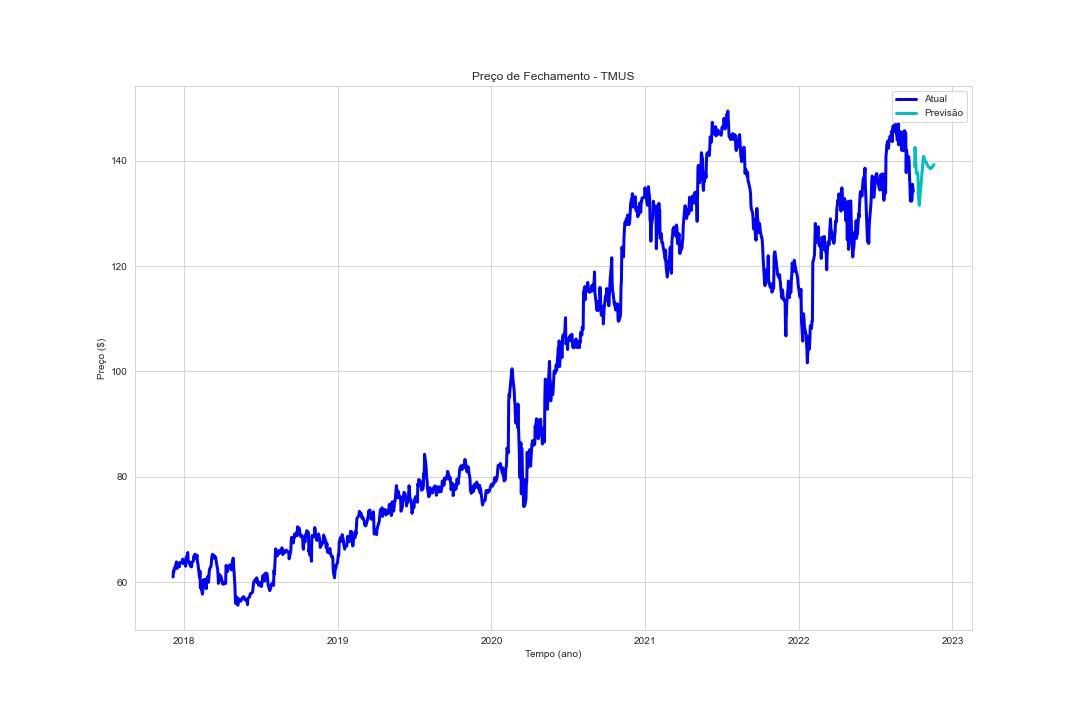 Preço de Fechamento - TMUS
Atual
Previsão
Preço ($)
140
120
100
80
60
2018
2019
2020
2021
2022
2023
Tempo (ano)